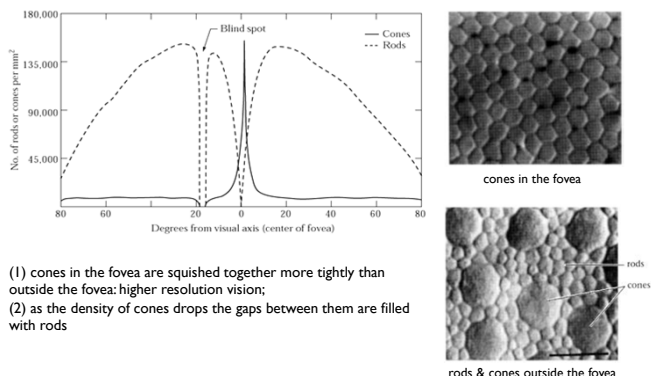 180,000
135,000
90,000
45,000
No. of rods or cones per mm²
Blind spot
Cones
Rods
80 60 40 20 0 20 40 60 80
Degrees from visual axis (center of fovea)
cones in the fovea
rods
cones
rods & cones outside the fovea
(1) cones in the fovea are squished together more tightly than
outside the fovea: higher resolution vision;
(2) as the density of cones drops the gaps between them are filled
with rods